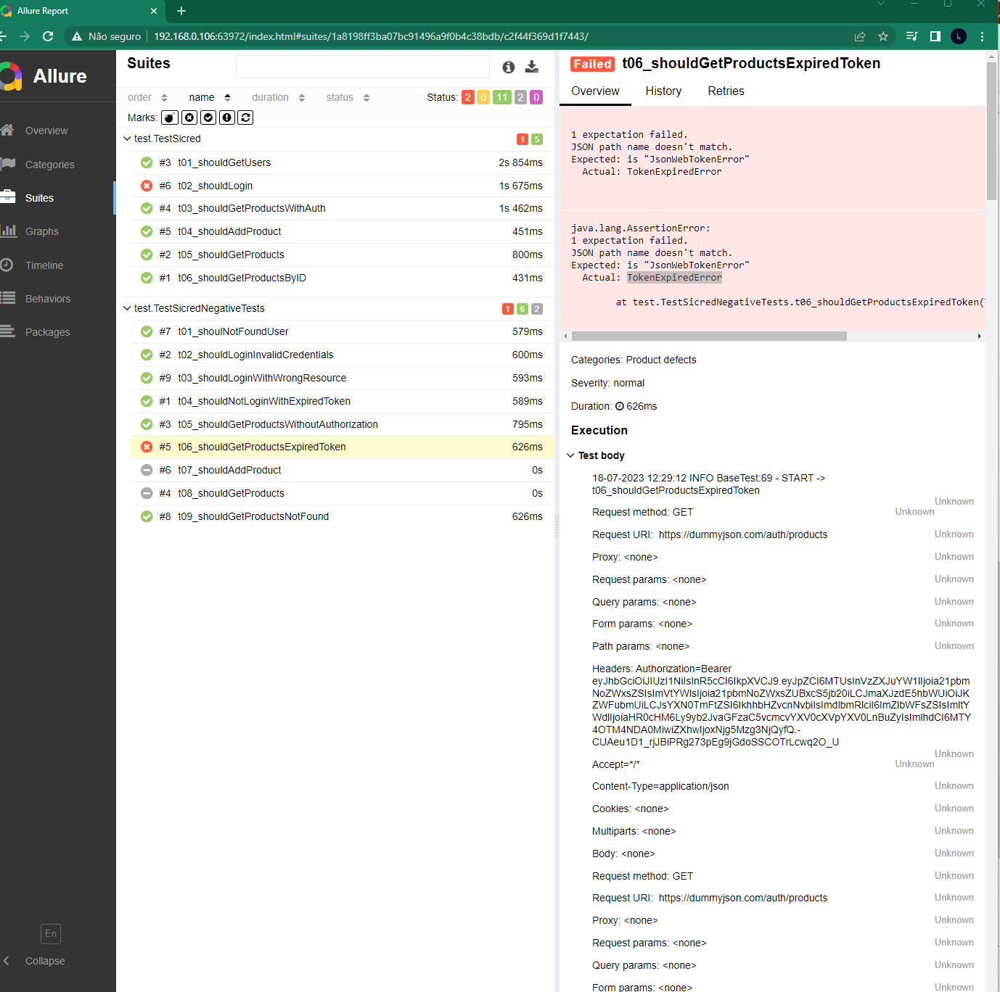 Allure Report
Não seguro
192.168.0.106:63972/index.html#suites/1a8198ff3ba07bc91496a9f0b4c38bdb/c2f44f369d1f7443/
L
Allure
Overview
Categories
Suites
Graphs
Timeline
Behaviors
Packages
En
Collapse
Suites
order name duration status Status: 2 0 11 2 0
Marks:
test.TestSicred 1 5
#3 t01_shouldGetUsers 2s 854ms
#6 t02_shouldLogin 1s 675ms
#4 t03_shouldGetProductsWithAuth 1s 462ms
#5 t04_shouldAddProduct 451ms
#2 t05_shouldGetProducts 800ms
#1 t06_shouldGetProductsByID 431ms
test.TestSicredNegativeTests 1 6 2
#7 t01_shoulNotFoundUser 579ms
#2 t02_shouldLoginInvalidCredentials 600ms
#9 t03_shouldLoginWithWrongResource 593ms
#1 t04_shouldNotLoginWithExpiredToken 589ms
#3 t05_shouldGetProductsWithoutAuthorization 795ms
#5 t06_shouldGetProductsExpiredToken 626ms
#6 t07_shouldAddProduct 0s
#4 t08_shouldGetProducts 0s
#8 t09_shouldGetProductsNotFound 626ms
Failed t06_shouldGetProductsExpiredToken
Overview History Retries
1 expectation failed.
JSON path name doesn't match.
Expected: is "JsonWebTokenError"
Actual: TokenExpiredError
java.lang.AssertionError:
1 expectation failed.
JSON path name doesn't match.
Expected: is "JsonWebTokenError"
Actual: TokenExpiredError
at test.TestSicredNegativeTests.t06_shouldGetProductsExpiredToken(
Categories: Product defects
Severity: normal
Duration: 626ms
Execution
Test body
18-07-2023 12:29:12 INFO BaseTest:69 - START ->
t06_shouldGetProductsExpiredToken
Unknown
Request method: GET Unknown
Request URI: https://dummyjson.com/auth/products Unknown
Proxy: <none> Unknown
Request params: <none> Unknown
Query params: <none> Unknown
Form params: <none> Unknown
Path params: <none> Unknown
Headers: Authorization=Bearer
eyJhbGciOiJIUzI1NiIsInR5cCI6IkpXVCJ9.eyJpZCI6MTUsInVzZXJuYW1lIjoia21pbm
NoZWxsZSIsImVtYWlsIjoia21pbmNoZWxsZUBxcS5jb20iLCJmaXJzdE5hbWUiOiJK
ZWFubmUiLCJsYXN0TmFtZSI6IkhhbHZvcnNvbiIsImdlbmRlciI6ImZlbWFsZSIsImltY
WdlIjoiaHR0cHM6Ly9yb2JvaGFzaC5vcmcvYXV0cXVpYXV0LnBuZyIsImlhdCI6MTY
4OTM4NDA0MiwiZXhwIjoxNjg5Mzg3NjQyfQ.-
CUAeu1D1_rjJBiPRg273pEg9jGdoSSCOTrLcwq2O_U
Unknown
Accept=*/* Unknown
Content-Type=application/json Unknown
Cookies: <none> Unknown
Multiparts: <none> Unknown
Body: <none> Unknown
Request method: GET Unknown
Request URI: https://dummyjson.com/auth/products Unknown
Proxy: <none> Unknown
Request params: <none> Unknown
Query params: <none> Unknown
Form params: <none> Unknown